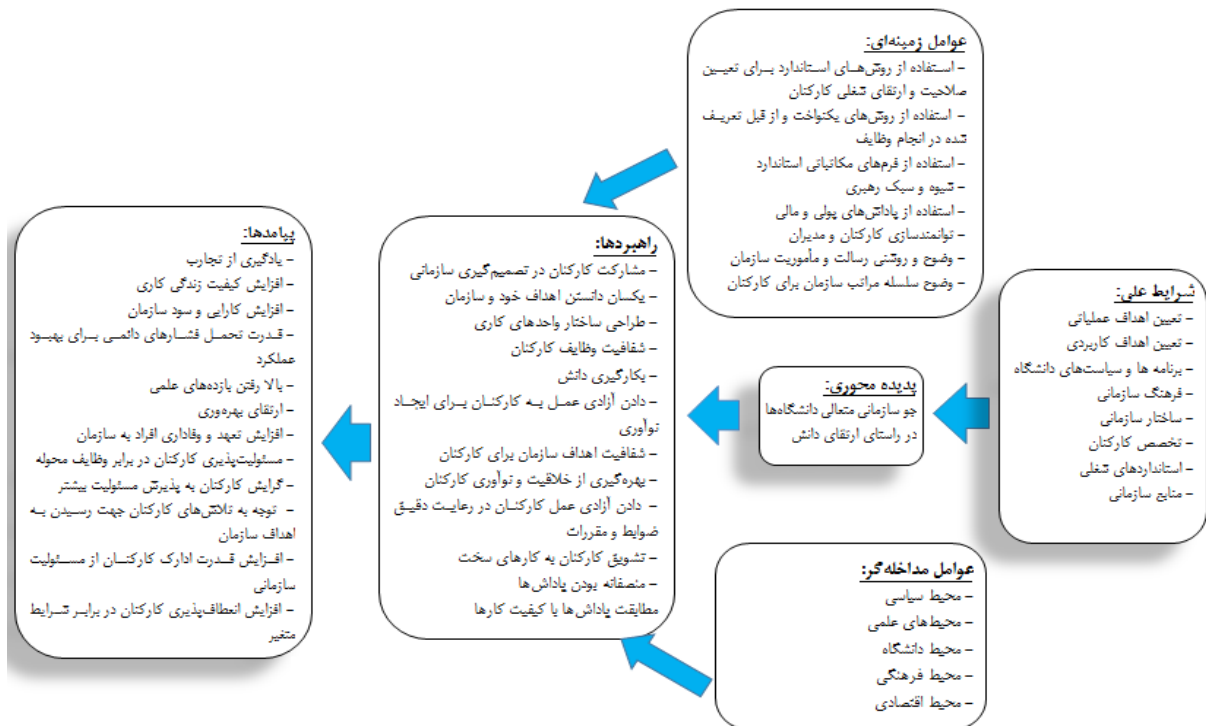 عوامل زمینه‌ای:
- استفاده از روش‌های استاندارد برای تعیین
صلاحیت و ارتقای شغلی کارکنان
- استفاده از روش‌های یکنواخت و از قبل تعریف
شده در انجام وظایف
- استفاده از فرم‌های مکاتباتی استاندارد
- شیوه و سبک رهبری
- استفاده از پاداش‌های پولی و مالی
- توانمندسازی کارکنان و مدیران
- وضوح و روشنی رسالت و مأموریت سازمان
- وضوح سلسله مراتب سازمان برای کارکنان
شرایط علی:
- تعیین اهداف عملیاتی
- تعیین اهداف کاربردی
- برنامه ها و سیاست‌های دانشگاه
- فرهنگ سازمانی
- ساختار سازمانی
- تخصص کارکنان
- استانداردهای شغلی
- منابع سازمانی
پدیده محوری:
جو سازمانی متعالی دانشگاه‌ها
در راستای ارتقای دانش
عوامل مداخله‌گر:
- محیط سیاسی
- محیط‌های علمی
- محیط دانشگاه
- محیط فرهنگی
- محیط اقتصادی
راهبردها:
- مشارکت کارکنان در تصمیم‌گیری سازمانی
- یکسان دانستن اهداف خود و سازمان
- طراحی ساختار واحدهای کاری
- شفافیت وظایف کارکنان
- بکارگیری دانش
- دادن آزادی عمل به کارکنان برای ایجاد
نوآوری
- شفافیت اهداف سازمان برای کارکنان
- بهره‌گیری از خلاقیت و نوآوری کارکنان
- دادن آزادی عمل کارکنان در رعایت دقیق
ضوابط و مقررات
- تشویق کارکنان به کارهای سخت
- منصفانه بودن پاداش‌ها
مطابقت پاداش‌ها با کیفیت کارها
پیامدها:
- یادگیری از تجارب
- افزایش کیفیت زندگی کاری
- افزایش کارایی و سود سازمان
- قدرت تحمل فشارهای دائمی برای بهبود
عملکرد
- بالا رفتن بازده‌های علمی
- ارتقای بهره‌وری
- افزایش تعهد و وفاداری افراد به سازمان
- مسئولیت‌پذیری کارکنان در برابر وظایف محوله
- گرایش کارکنان به پذیرش مسئولیت بیشتر
- توجه به تلاش‌های کارکنان جهت رسیدن به
اهداف سازمان
- افزایش قدرت ادارک کارکنان از مسئولیت
سازمانی
- افزایش انعطاف‌پذیری کارکنان در برابر شرایط
متغیر